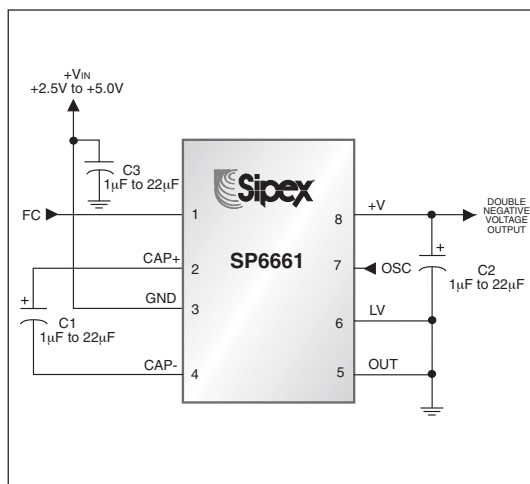 +VIN
+2.5V to +5.0V
C3
1μF to 22μF
Sipex
SP6661
FC
1
CAP+
2
GND
3
+
C1
1μF to 22μF
CAP-
4
8
+V
DOUBLE
NEGATIVE
VOLTAGE
OUTPUT
7
OSC
+
C2
1μF to 22μF
6
LV
5
OUT